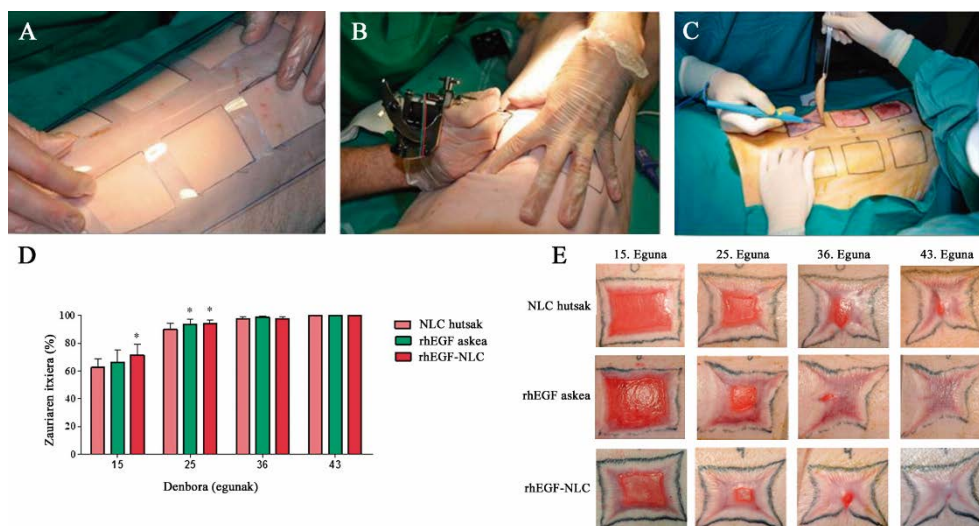 A
B
C
D
Zauriaren itxiera (%)
100
80
60
40
20
0
* * *
15 25 36 43
Denbora (egunak)
NLC hutsak
rhEGF askea
rhEGF-NLC
E
15. Eguna 25. Eguna 36. Eguna 43. Eguna
NLC hutsak
rhEGF askea
rhEGF-NLC